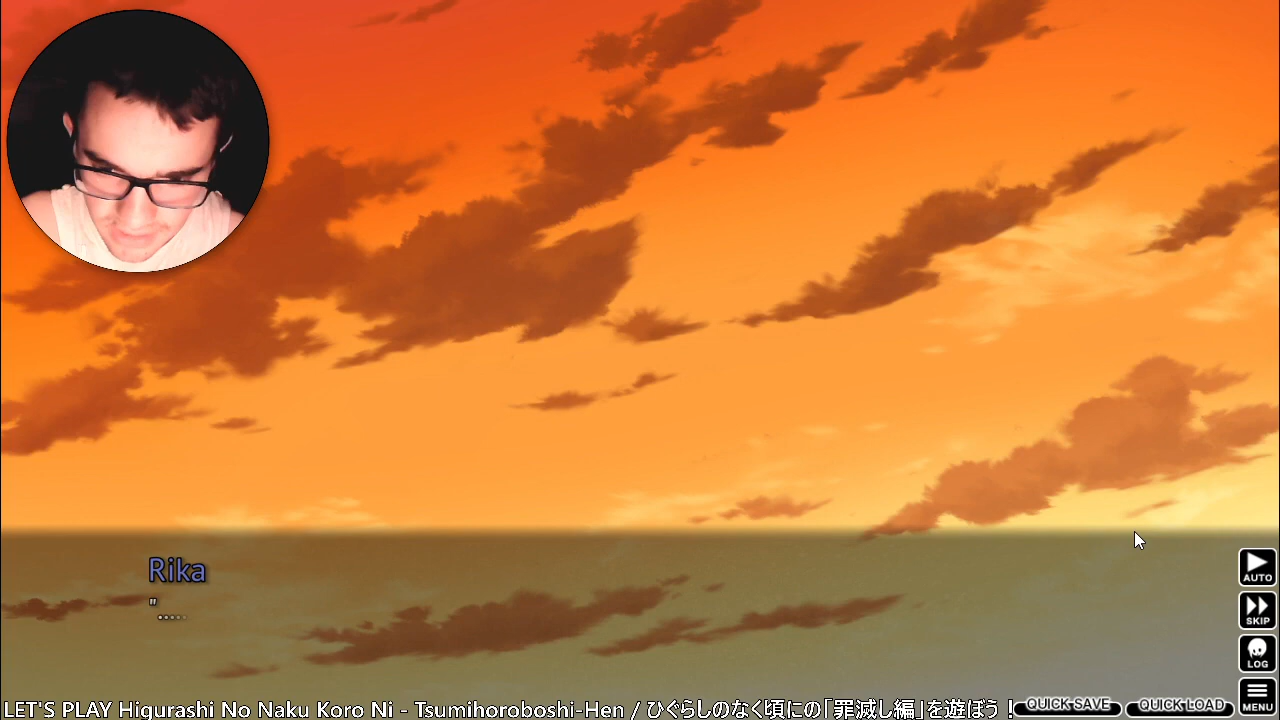 Rika
"
.....
AUTO
SKIP
LOG
MENU
LET'S PLAY Higurashi No Naku Koro Ni - Tsumihoroboshi-Hen / ひぐらしのなく頃にの「罪滅し編」を遊ぼう！
QUICK SAVE
QUICK LOAD